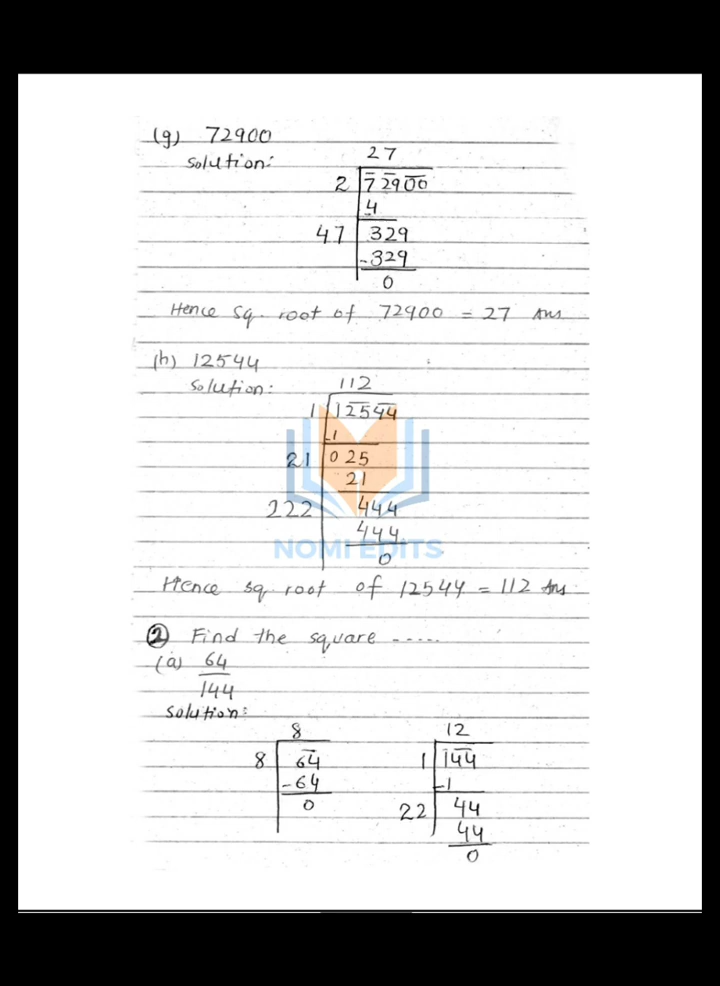 (g) 72900
Solution:
27
2 72900
4
47 329
-329
0
Hence sq. root of 72900 = 27 Ans
(h) 12544
Solution:
112
1 12544
-1
21 025
21
222 444
444
0
NOMI EDITS
Hence sq. root of 12544 = 112 Ans
② Find the square -----
(a) 64
144
Solution:
8
8 64
-64
0
12
1 144
-1
22 44
44
0